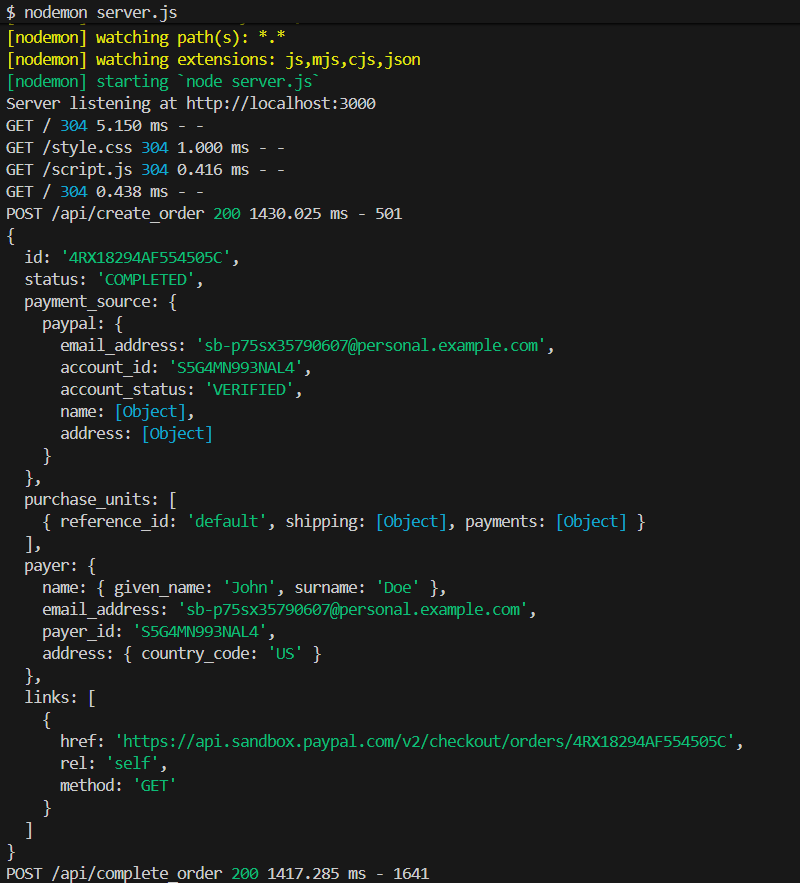 $ nodemon server.js
[nodemon] watching path(s): *.*
[nodemon] watching extensions: js,mjs,cjs,json
[nodemon] starting `node server.js`
Server listening at http://localhost:3000
GET / 304 5.150 ms - -
GET /style.css 304 1.000 ms - -
GET /script.js 304 0.416 ms - -
GET / 304 0.438 ms - -
POST /api/create_order 200 1430.025 ms - 501
{
  id: '4RX18294AF554505C',
  status: 'COMPLETED',
  payment_source: {
    paypal: {
      email_address: 'sb-p75sx35790607@personal.example.com',
      account_id: 'S5G4MN993NAL4',
      account_status: 'VERIFIED',
      name: [Object],
      address: [Object]
    }
  },
  purchase_units: [
    { reference_id: 'default', shipping: [Object], payments: [Object] }
  ],
  payer: {
    name: { given_name: 'John', surname: 'Doe' },
    email_address: 'sb-p75sx35790607@personal.example.com',
    payer_id: 'S5G4MN993NAL4',
    address: { country_code: 'US' }
  },
  links: [
    {
      href: 'https://api.sandbox.paypal.com/v2/checkout/orders/4RX18294AF554505C',
      rel: 'self',
      method: 'GET'
    }
  ]
}
POST /api/complete_order 200 1417.285 ms - 1641